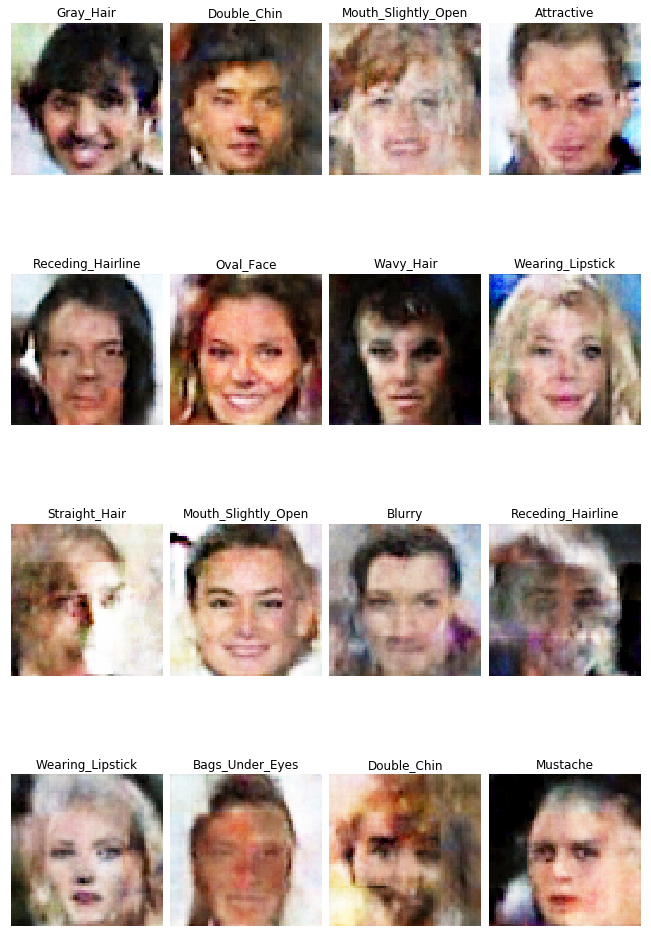 Gray_Hair Double_Chin Mouth_Slightly_Open Attractive
Receding_Hairline Oval_Face Wavy_Hair Wearing_Lipstick
Straight_Hair Mouth_Slightly_Open Blurry Receding_Hairline
Wearing_Lipstick Bags_Under_Eyes Double_Chin Mustache